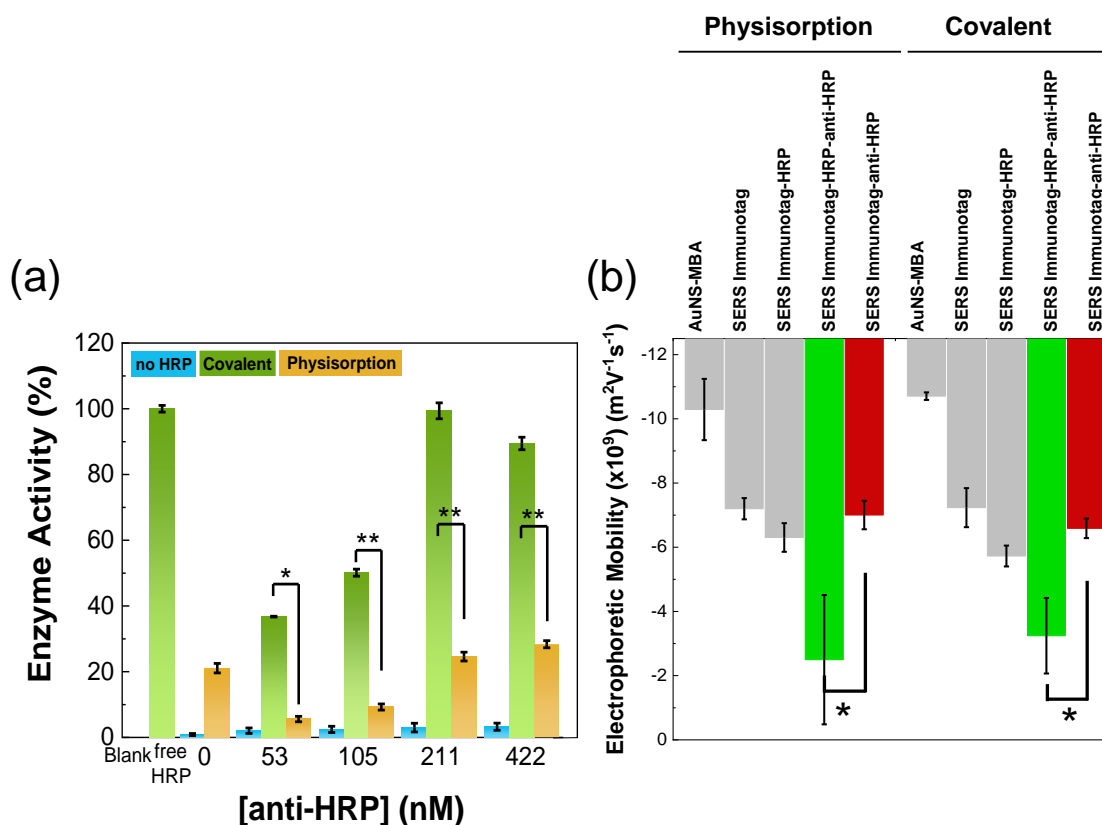 (a)
Enzyme Activity (%)
120
100
80
60
40
20
0
no HRP Covalent Physisorption
*
**
**
**
Blank free HRP 0 53 105 211 422
[anti-HRP] (nM)
(b)
Physisorption Covalent
AuNS-MBA
SERS Immunotag
SERS Immunotag-HRP
SERS Immunotag-HRP-anti-HRP
SERS Immunotag-anti-HRP
AuNS-MBA
SERS Immunotag
SERS Immunotag-HRP
SERS Immunotag-HRP-anti-HRP
SERS Immunotag-anti-HRP
Electrophoretic Mobility (x10⁹) (m²V⁻¹s⁻¹)
-12
-10
-8
-6
-4
-2
0
*
*